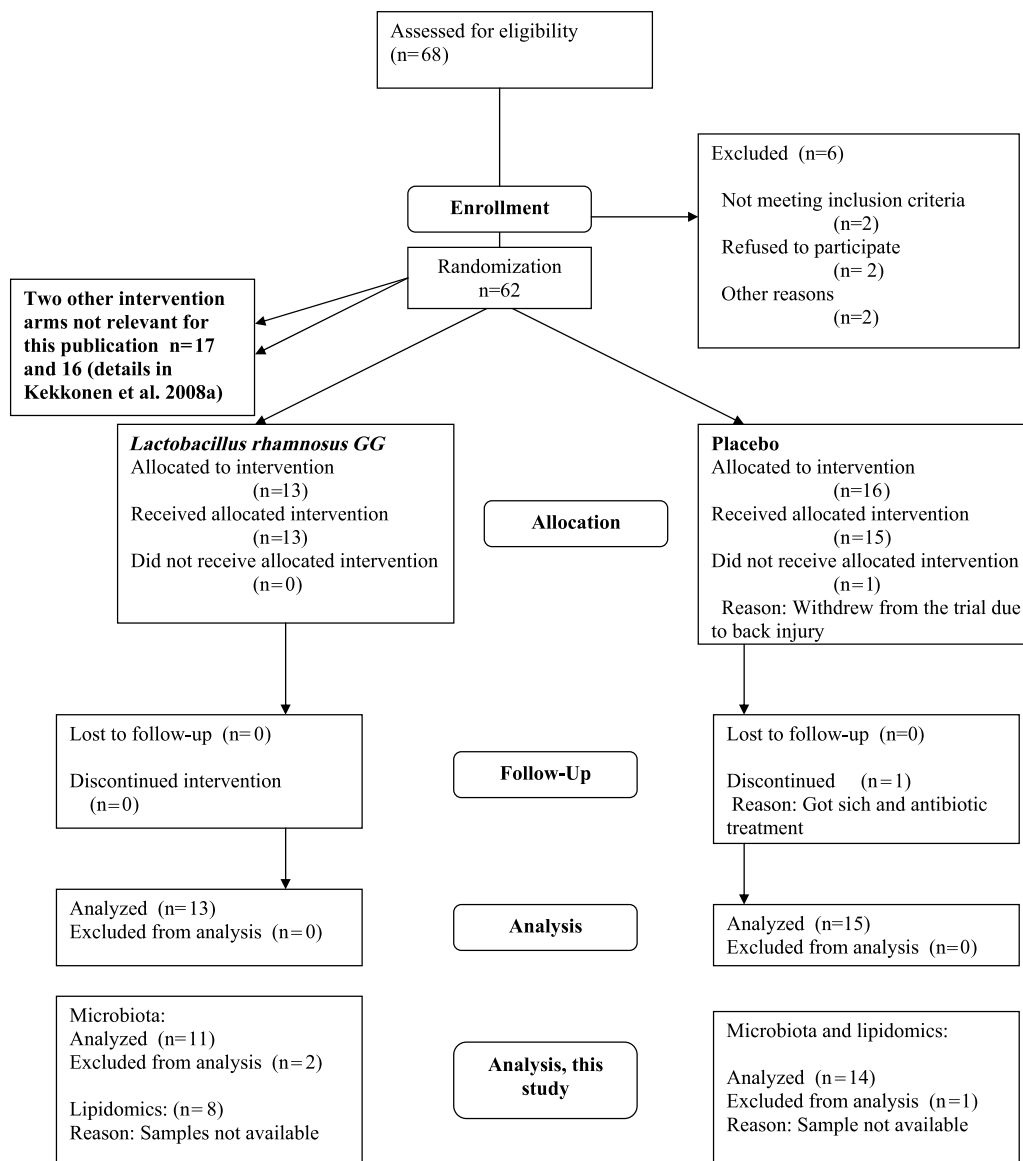 Assessed for eligibility
(n=68)
Excluded (n=6)
Not meeting inclusion criteria
(n=2)
Refused to participate
(n= 2)
Other reasons
(n=2)
Enrollment
Randomization
n=62
Two other intervention
arms not relevant for
this publication n=17
and 16 (details in
Kekkonen et al. 2008a)
Lactobacillus rhamnosus GG
Allocated to intervention
(n=13)
Received allocated intervention
(n=13)
Did not receive allocated intervention
(n=0)
Allocation
Placebo
Allocated to intervention
(n=16)
Received allocated intervention
(n=15)
Did not receive allocated intervention
(n=1)
Reason: Withdrew from the trial due
to back injury
Lost to follow-up (n=0)
Discontinued intervention
(n=0)
Follow-Up
Lost to follow-up (n=0)
Discontinued (n=1)
Reason: Got sich and antibiotic
treatment
Analyzed (n=13)
Excluded from analysis (n=0)
Analysis
Analyzed (n=15)
Excluded from analysis (n=0)
Microbiota:
Analyzed (n=11)
Excluded from analysis (n=2)
Lipidomics: (n=8)
Reason: Samples not available
Analysis, this
study
Microbiota and lipidomics:
Analyzed (n=14)
Excluded from analysis (n=1)
Reason: Sample not available